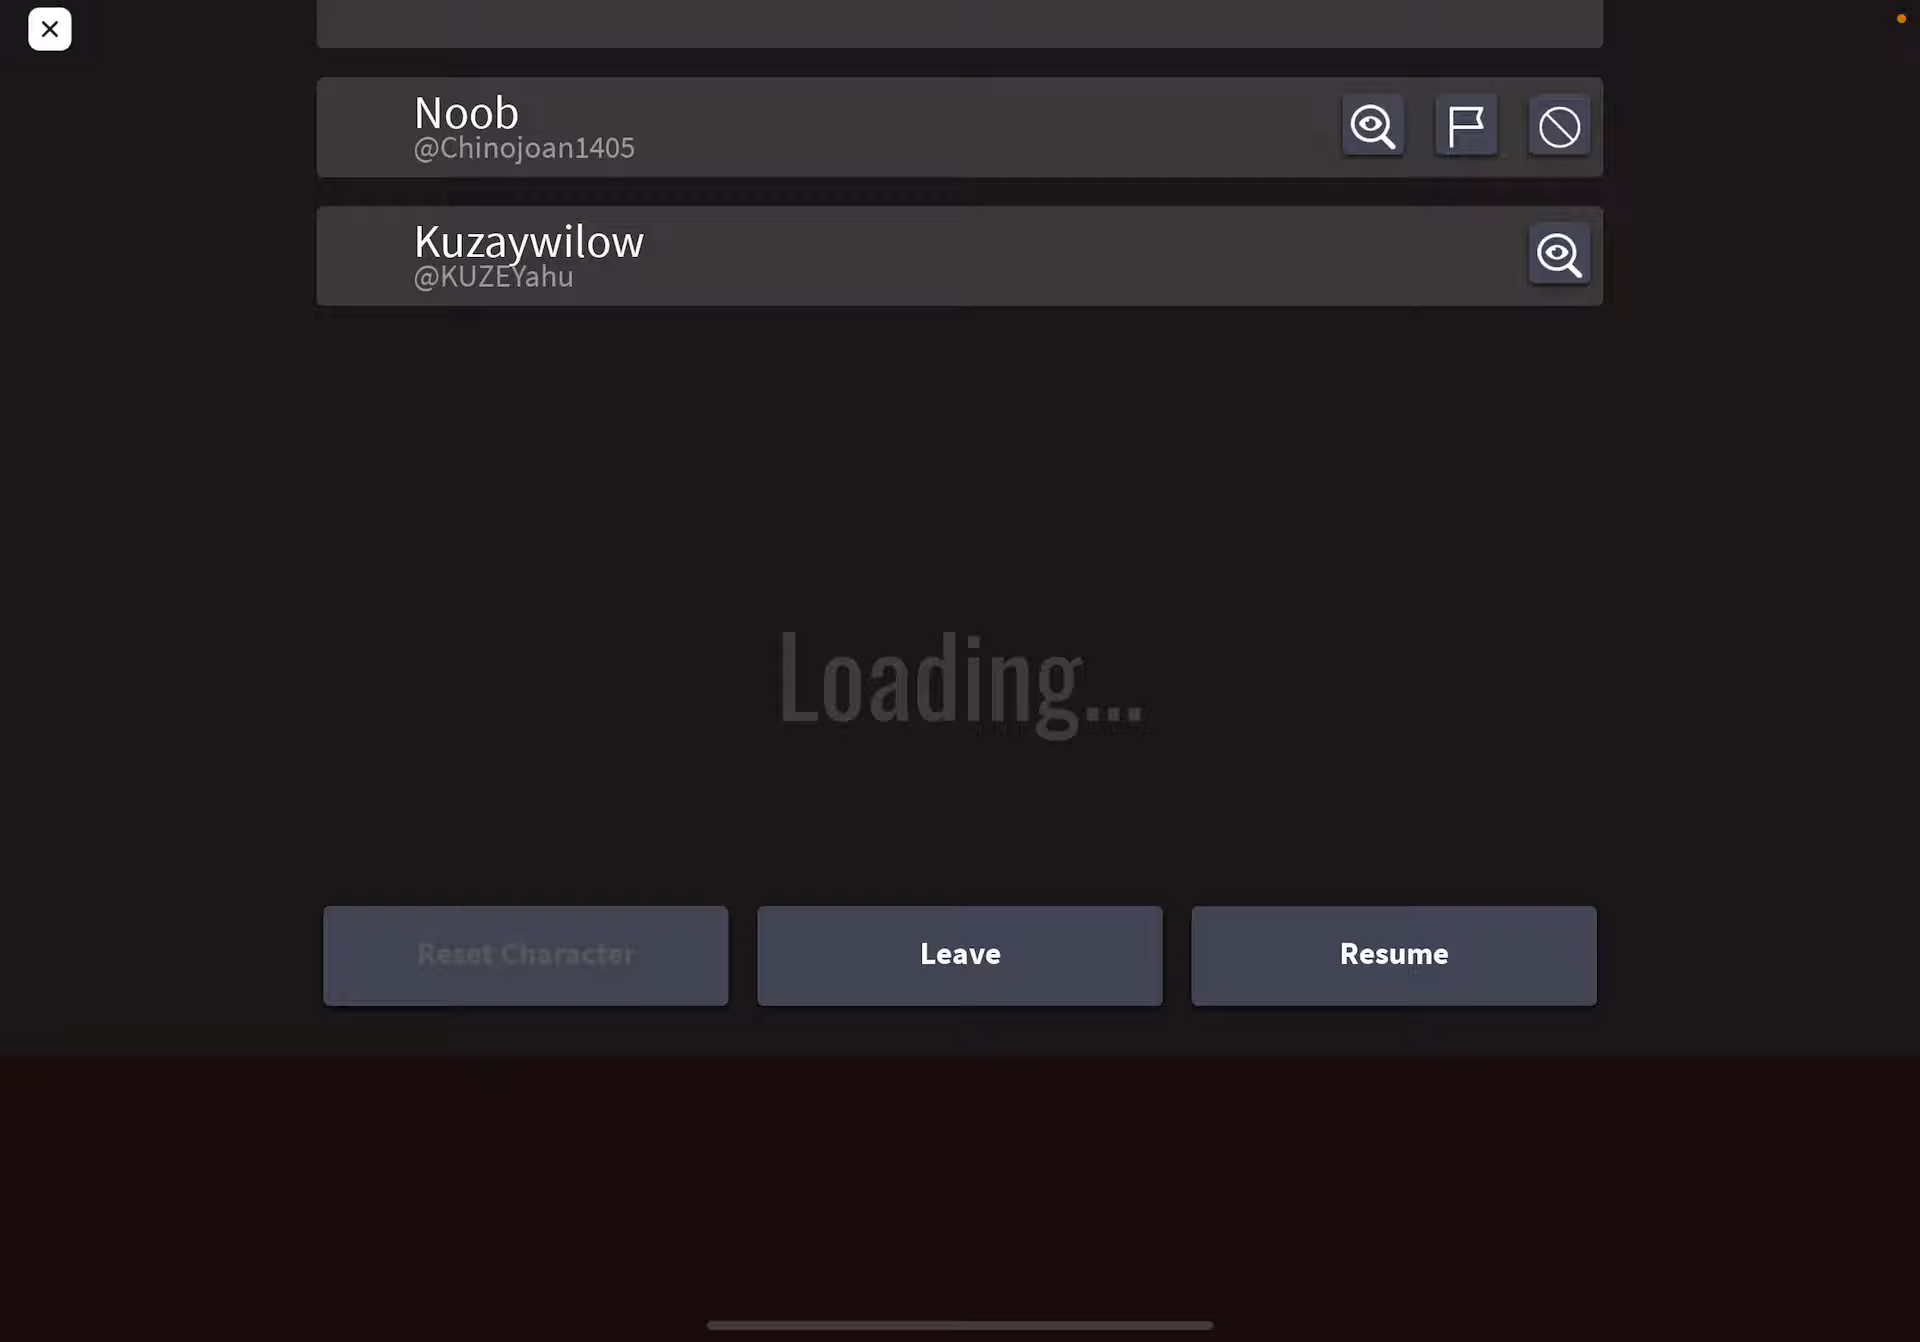 Noob
@Chinojoan1405
Kuzaywilow
@KUZEYahu
Loading...
Reset Character
Leave
Resume